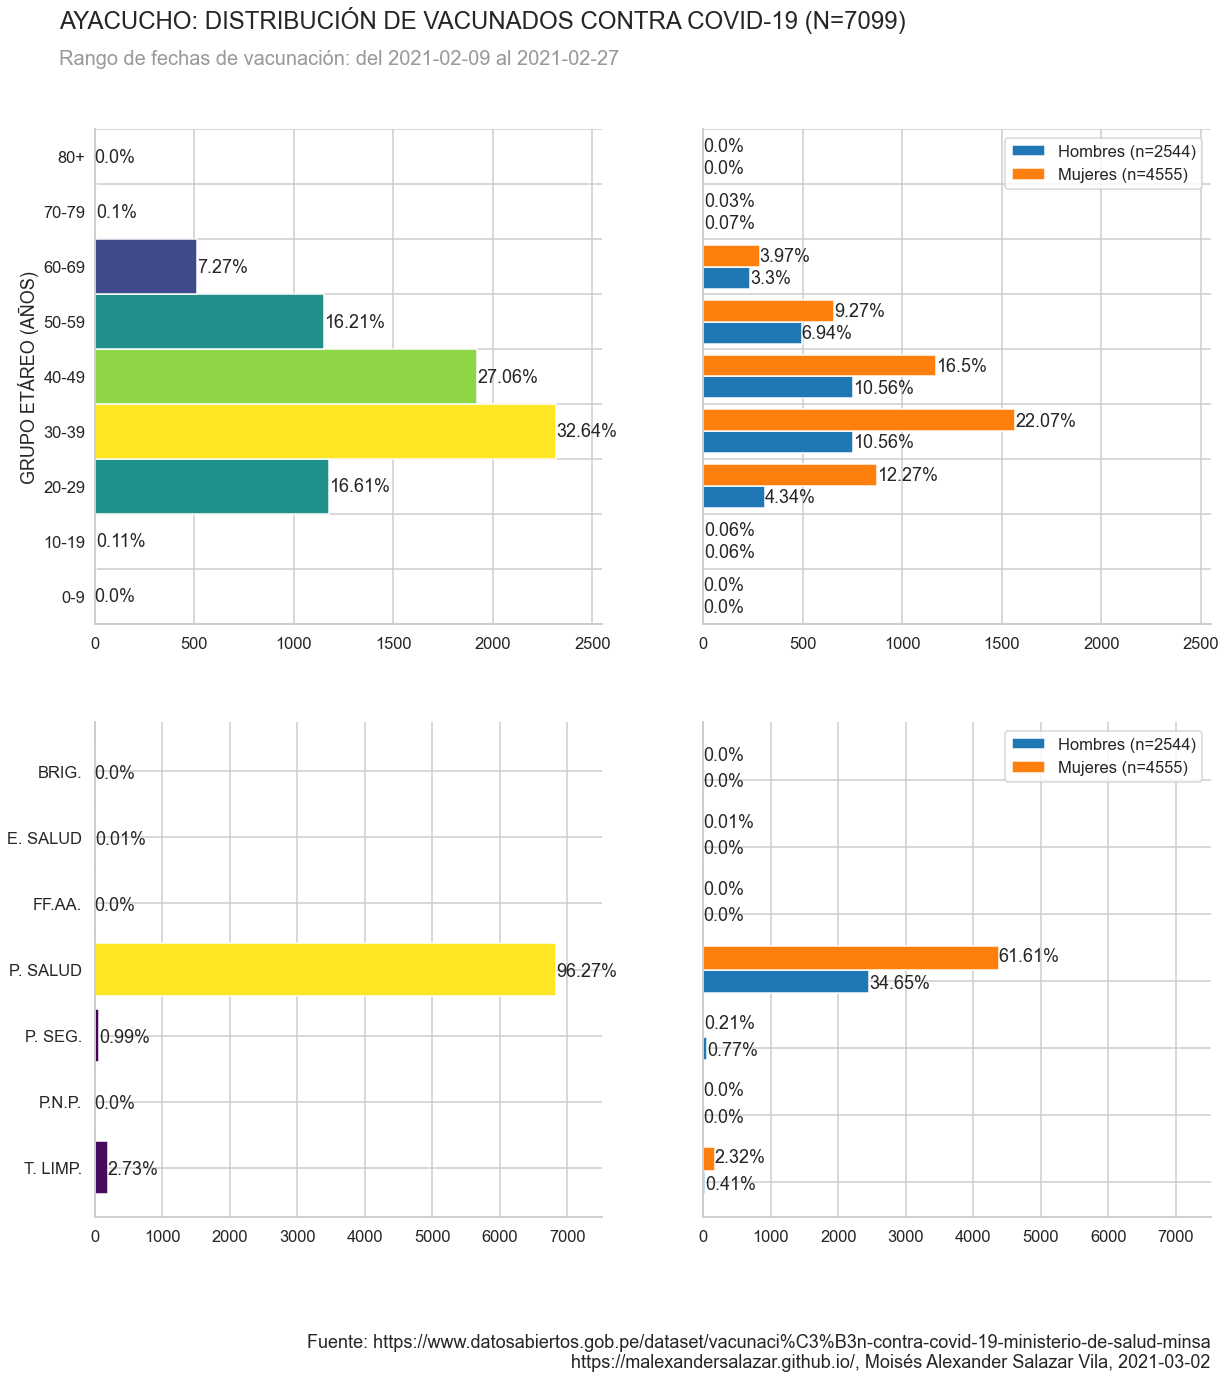 AYACUCHO: DISTRIBUCIÓN DE VACUNADOS CONTRA COVID-19 (N=7099)
Rango de fechas de vacunación: del 2021-02-09 al 2021-02-27
GRUPO ETÁREO (AÑOS)
80+ 0.0%
70-79 0.1%
60-69 7.27%
50-59 16.21%
40-49 27.06%
30-39 32.64%
20-29 16.61%
10-19 0.11%
0-9 0.0%
0 500 1000 1500 2000 2500
Hombres (n=2544)
Mujeres (n=4555)
0.0%
0.0%
0.03%
0.07%
3.97%
3.3%
9.27%
6.94%
16.5%
10.56%
22.07%
10.56%
12.27%
4.34%
0.06%
0.06%
0.0%
0.0%
0 500 1000 1500 2000 2500
BRIG. 0.0%
E. SALUD 0.01%
FF.AA. 0.0%
P. SALUD 96.27%
P. SEG. 0.99%
P.N.P. 0.0%
T. LIMP. 2.73%
0 1000 2000 3000 4000 5000 6000 7000
Hombres (n=2544)
Mujeres (n=4555)
0.0%
0.0%
0.01%
0.0%
0.0%
0.0%
61.61%
34.65%
0.21%
0.77%
0.0%
0.0%
2.32%
0.41%
0 1000 2000 3000 4000 5000 6000 7000
Fuente: https://www.datosabiertos.gob.pe/dataset/vacunaci%C3%B3n-contra-covid-19-ministerio-de-salud-minsa
https://malexandersalazar.github.io/, Moisés Alexander Salazar Vila, 2021-03-02